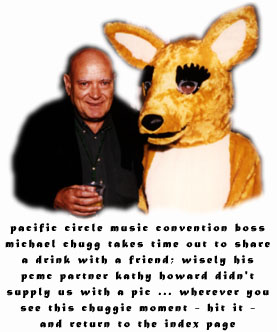 pacific circle music convention boss
michael chugg takes time out to share
a drink with a friend; wisely his
pcmc partner kathy howard didn't
supply us with a pic ... wherever you
see this chuggie moment - hit it -
and return to the index page